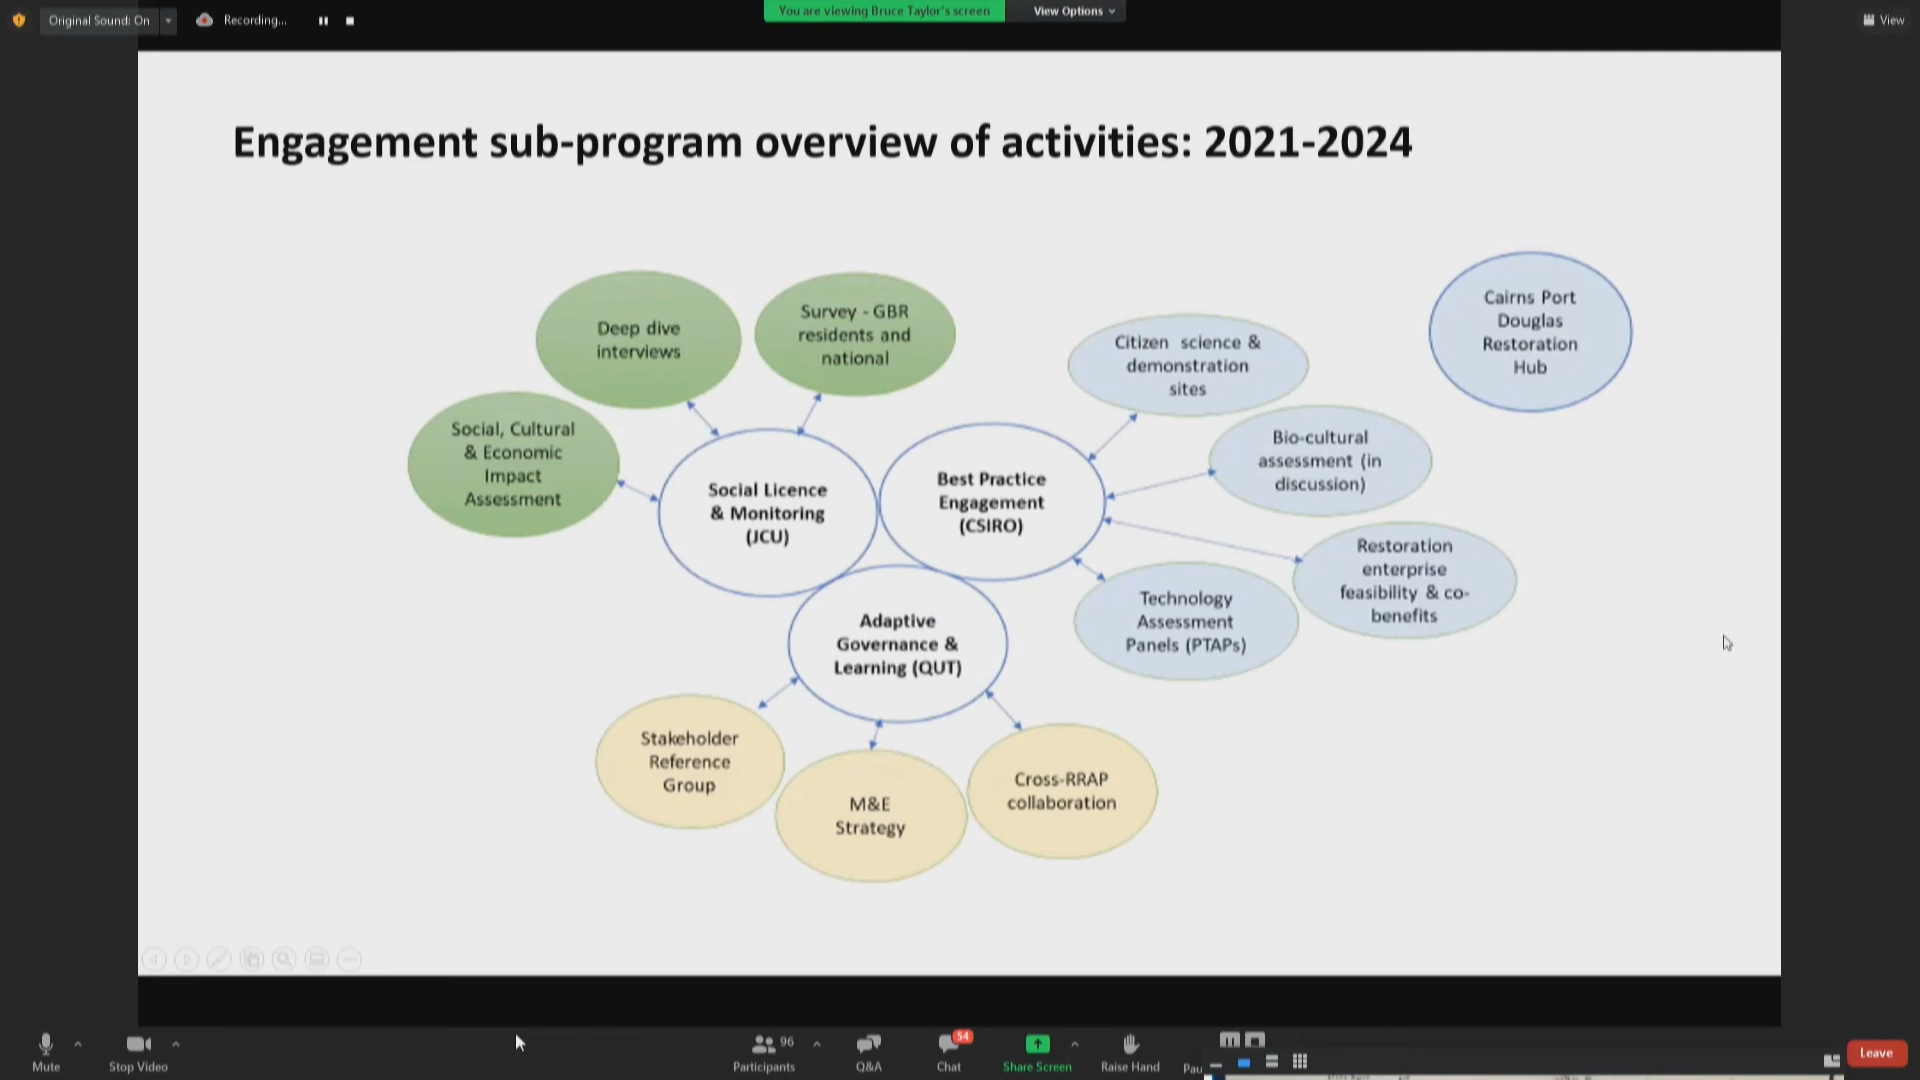 Original Sound: On
Recording...
You are viewing Bruce Taylor's screen
View Options
View
Engagement sub-program overview of activities: 2021-2024
Deep dive
interviews
Survey - GBR
residents and
national
Social, Cultural
& Economic
Impact
Assessment
Social Licence
& Monitoring
(JCU)
Best Practice
Engagement
(CSIRO)
Adaptive
Governance &
Learning (QUT)
Citizen science &
demonstration
sites
Cairns Port
Douglas
Restoration
Hub
Bio-cultural
assessment (in
discussion)
Restoration
enterprise
feasibility & co-
benefits
Technology
Assessment
Panels (PTAPs)
Stakeholder
Reference
Group
M&E
Strategy
Cross-RRAP
collaboration
Mute
Stop Video
96
Participants
Q&A
54
Chat
Share Screen
Raise Hand
Pau
Leave